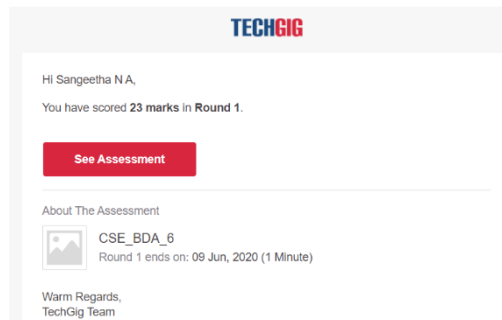 TECHGIG
Hi Sangeetha N A,
You have scored 23 marks in Round 1.
See Assessment
About The Assessment
CSE_BDA_6
Round 1 ends on: 09 Jun, 2020 (1 Minute)
Warm Regards,
TechGig Team